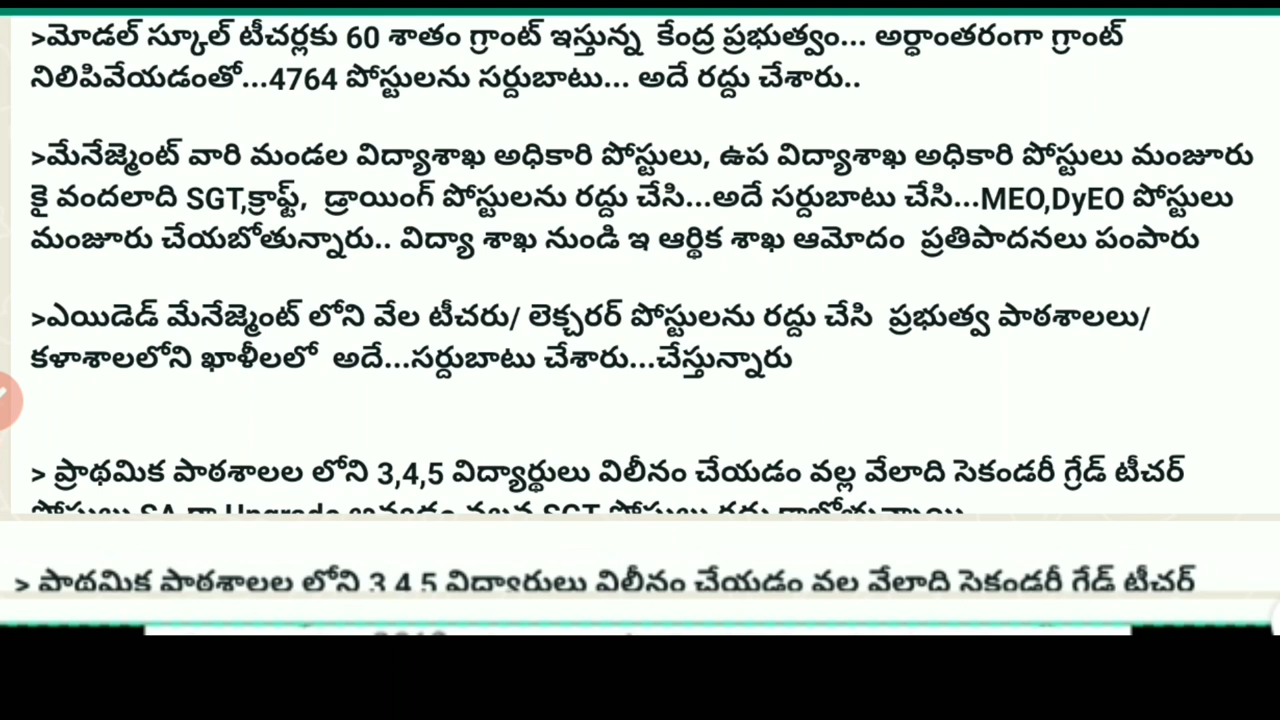 >మోడల్ స్కూల్ టీచర్లకు 60 శాతం గ్రాంట్ ఇస్తున్న కేంద్ర ప్రభుత్వం... అర్ధాంతరంగా గ్రాంట్
నిలిపివేయడంతో...4764 పోస్టులను సర్దుబాటు... అదే రద్దు చేశారు..
>మేనేజ్మెంట్ వారి మండల విద్యాశాఖ అధికారి పోస్టులు, ఉప విద్యాశాఖ అధికారి పోస్టులు మంజూరు
కై వందలాది SGT,క్రాఫ్ట్, డ్రాయింగ్ పోస్టులను రద్దు చేసి...అదే సర్దుబాటు చేసి...MEO,DyEO పోస్టులు
మంజూరు చేయబోతున్నారు.. విద్యా శాఖ నుండి ఇ ఆర్థిక శాఖ ఆమోదం ప్రతిపాదనలు పంపారు
>ఎయిడెడ్ మేనేజ్మెంట్ లోని వేల టీచరు/ లెక్చరర్ పోస్టులను రద్దు చేసి ప్రభుత్వ పాఠశాలలు/
కళాశాలలోని ఖాళీలలో అదే...సర్దుబాటు చేశారు...చేస్తున్నారు
> ప్రాథమిక పాఠశాలల లోని 3,4,5 విద్యార్థులు విలీనం చేయడం వల్ల వేలాది సెకండరీ గ్రేడ్ టీచర్
> ప్రాథమిక పాఠశాలల లోని 3,4,5 విద్యార్థులు విలీనం చేయడం వల్ల వేలాది సెకండరీ గ్రేడ్ టీచర్